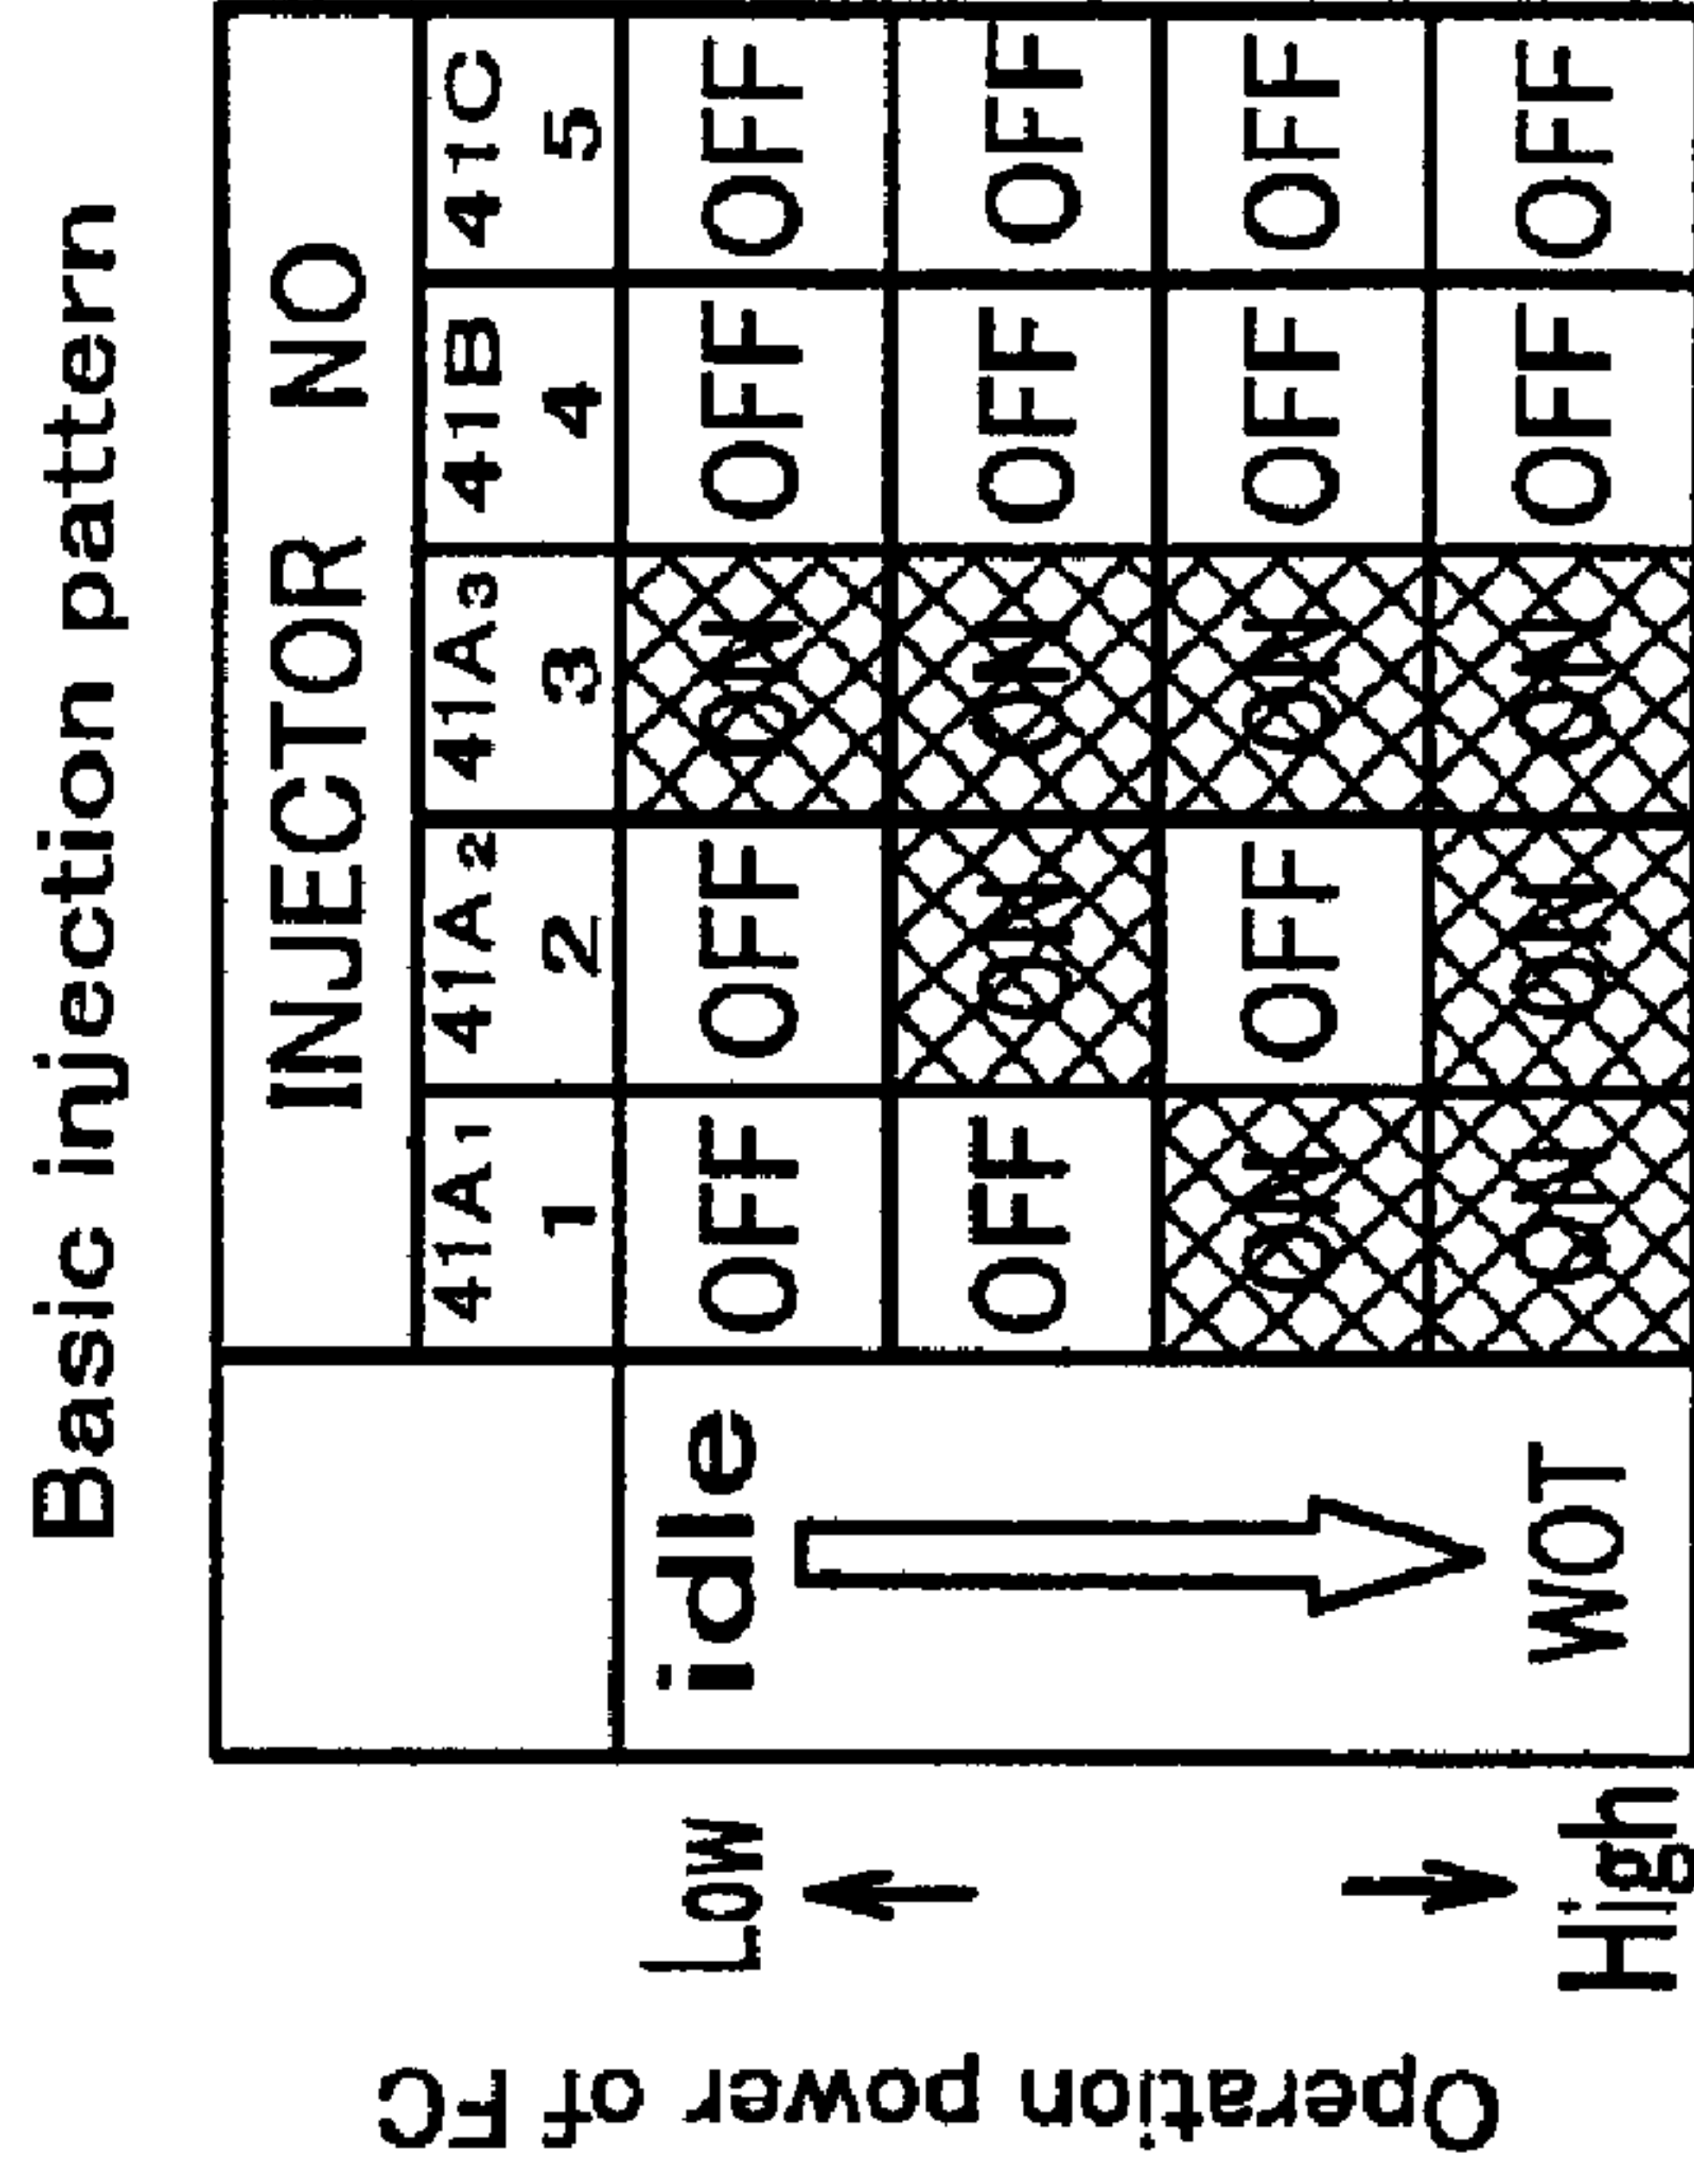 Basic injection pattern
INJECTOR NO
41A1 41A2 41A3 41B 41C
1 2 3 4 5
idle OFF OFF ON OFF OFF
OFF ON ON OFF OFF
ON OFF ON OFF OFF
WOT ON ON ON OFF OFF
Low
High
Operation power of FC